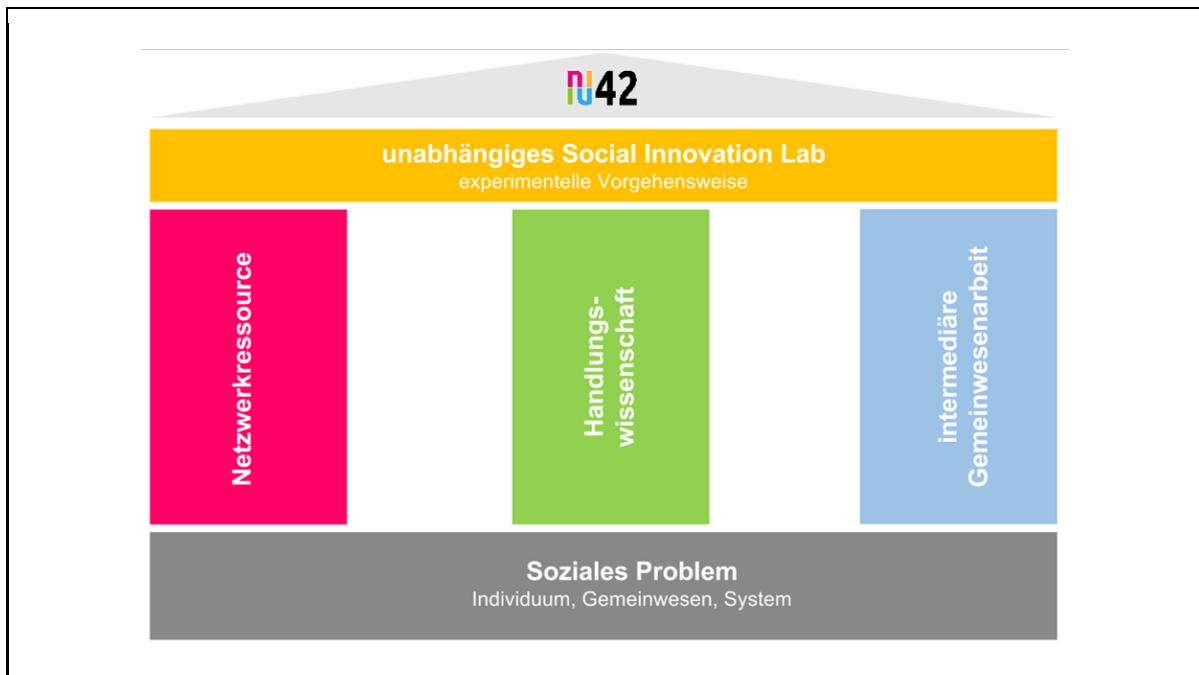 nu42
unabhängiges Social Innovation Lab
experimentelle Vorgehensweise
Netzwerkressource
Handlungs-
wissenschaft
intermediäre
Gemeinwesenarbeit
Soziales Problem
Individuum, Gemeinwesen, System